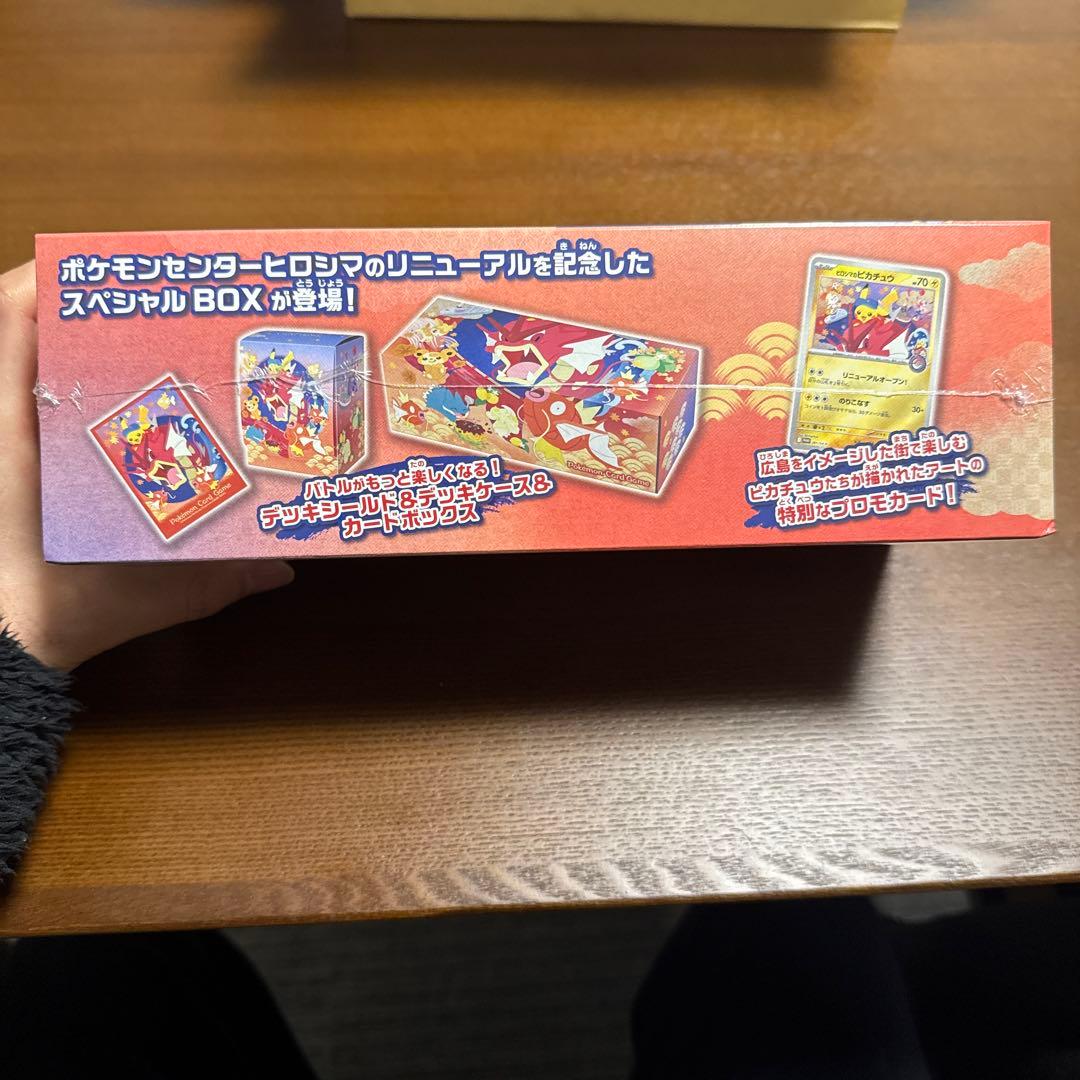 ポケモンセンターヒロシマのリニューアルを記念した
スペシャルBOXが登場！
ヒロシマのピカチュウ
70
リニューアルオープン！
のりこなす
30+
Pokémon Card Game
Pokémon Card Game
バトルがもっと楽しくなる！
デッキシールド&デッキケース&
カードボックス
広島をイメージした街で楽しむ
ピカチュウたちが描かれたアートの
特別なプロモカード！